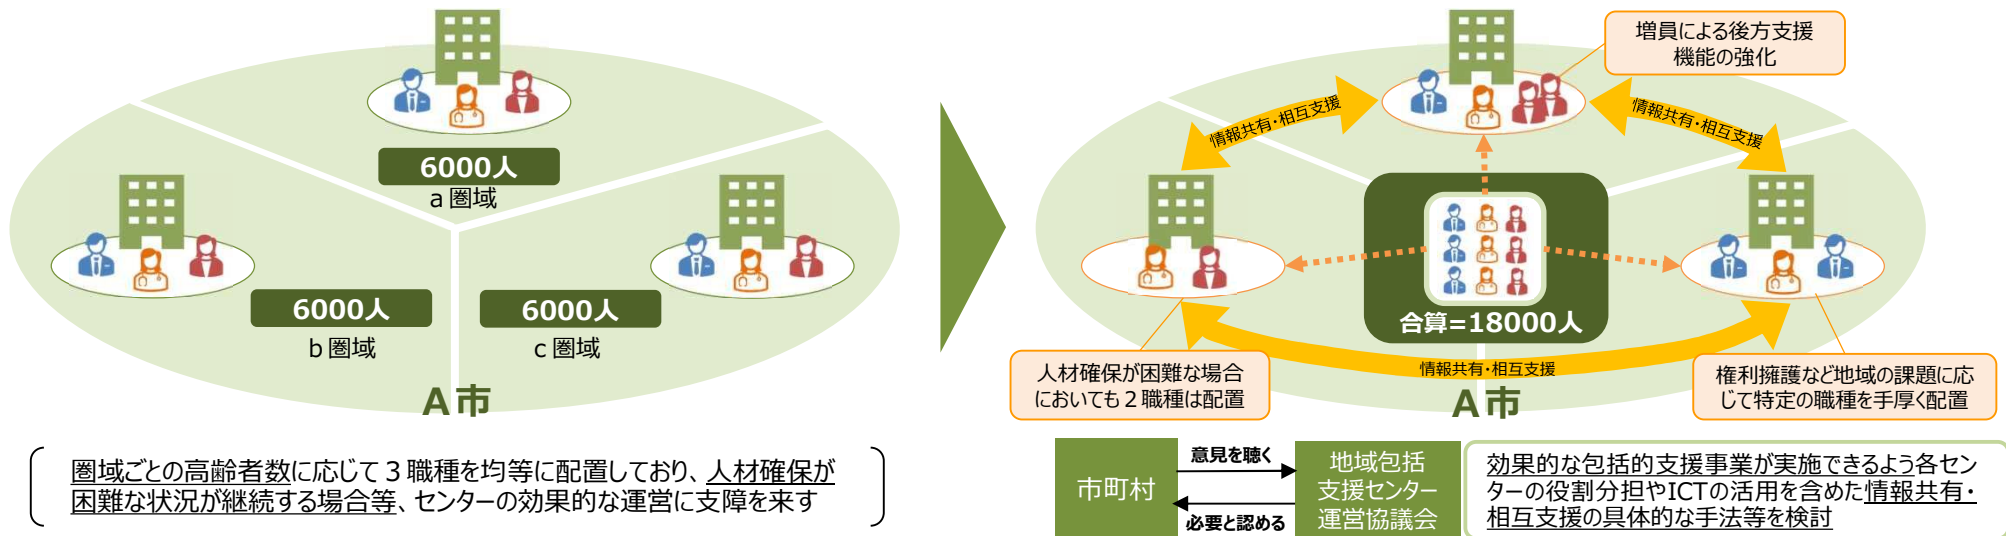 6000人
a 圏域
6000人
b 圏域
6000人
c 圏域
A市
圏域ごとの高齢者数に応じて３職種を均等に配置しており、人材確保が
困難な状況が継続する場合等、センターの効果的な運営に支障を来す
増員による後方支援
機能の強化
情報共有・相互支援
情報共有・相互支援
合算=18000人
情報共有・相互支援
人材確保が困難な場合
においても２職種は配置
権利擁護など地域の課題に応
じて特定の職種を手厚く配置
A市
市町村
意見を聴く
必要と認める
地域包括
支援センター
運営協議会
効果的な包括的支援事業が実施できるよう各セン
ターの役割分担やICTの活用を含めた情報共有・
相互支援の具体的な手法等を検討